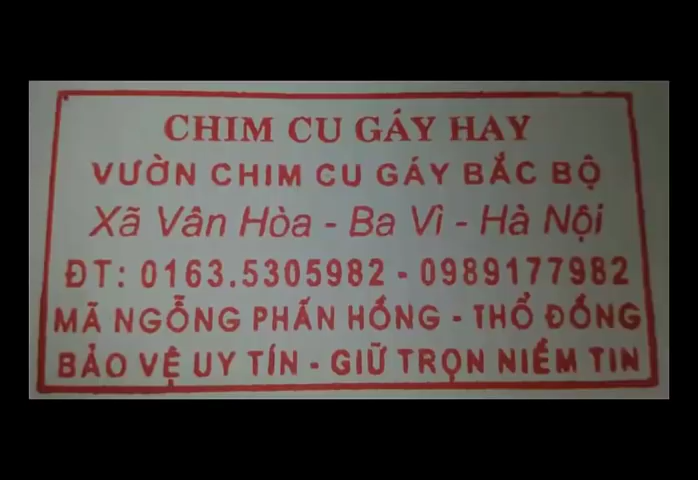 CHIM CU GÁY HAY
VƯỜN CHIM CU GÁY BẮC BỘ
Xã Vân Hòa - Ba Vì - Hà Nội
ĐT: 0163.5305982 - 0989177982
MÃ NGỖNG PHẤN HỒNG - THỔ ĐỒNG
BẢO VỆ UY TÍN - GIỮ TRỌN NIỀM TIN